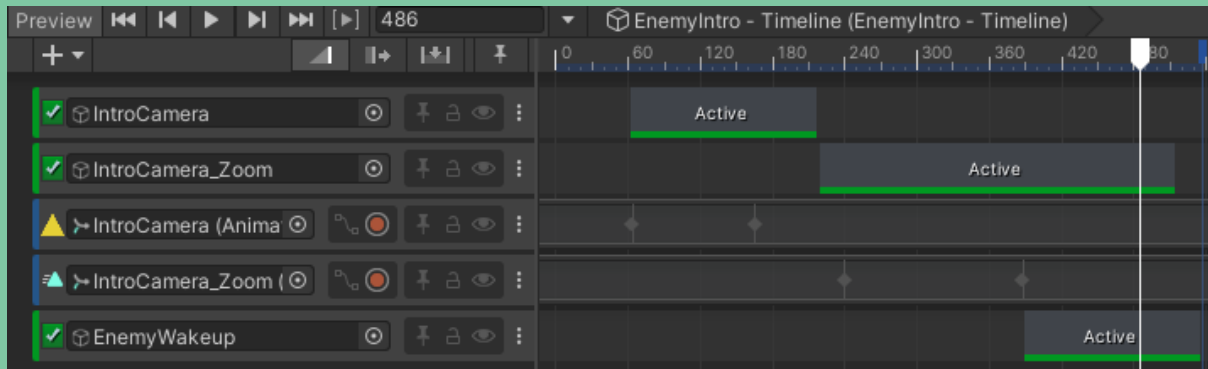 Preview 486 EnemyIntro - Timeline (EnemyIntro - Timeline)
0 60 120 180 240 300 360 420 80
IntroCamera Active
IntroCamera_Zoom Active
IntroCamera (Anima
IntroCamera_Zoom (
EnemyWakeup Active